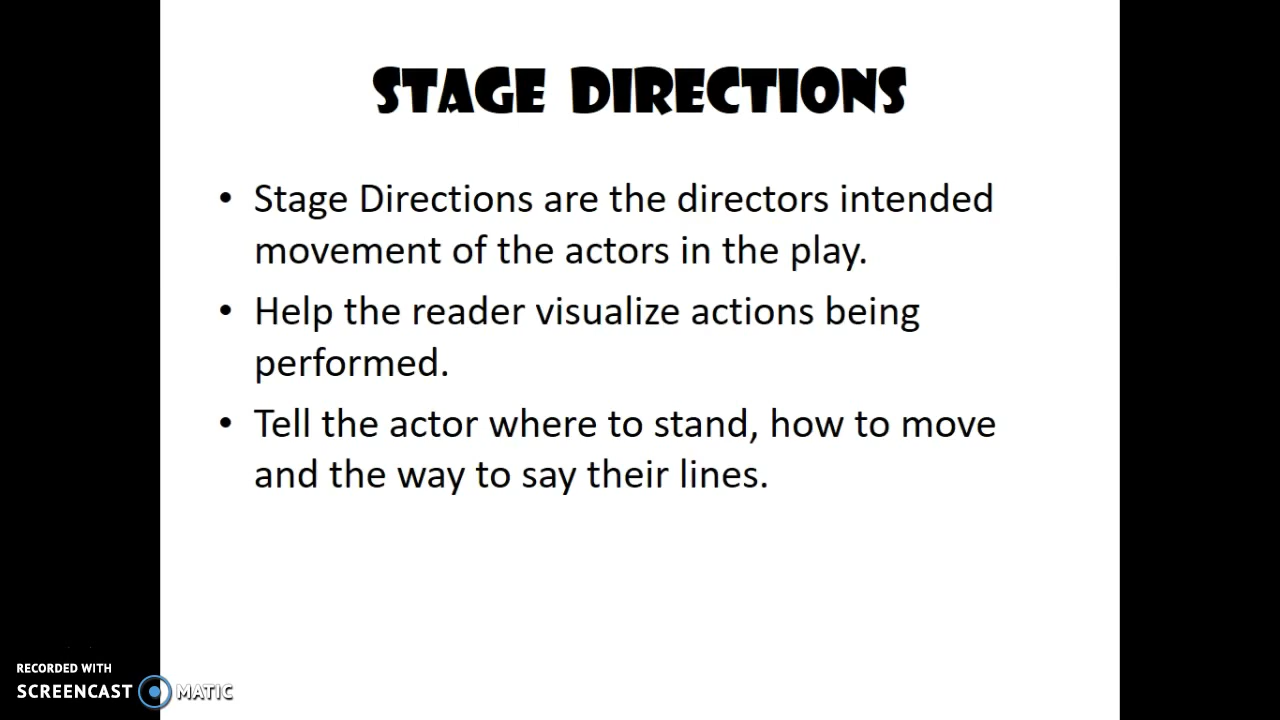 STAGE DIRECTIONS
• Stage Directions are the directors intended
movement of the actors in the play.
• Help the reader visualize actions being
performed.
• Tell the actor where to stand, how to move
and the way to say their lines.
RECORDED WITH
SCREENCAST MATIC